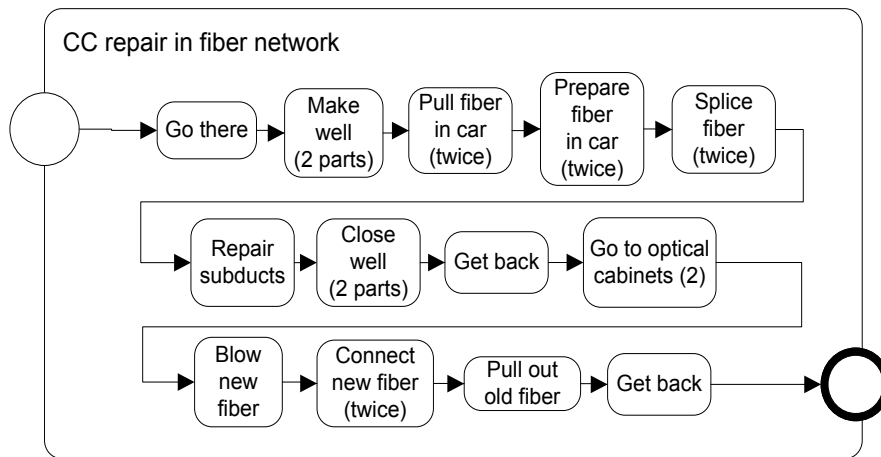 CC repair in fiber network
Go there
Make
well
(2 parts)
Pull fiber
in car
(twice)
Prepare
fiber
in car
(twice)
Splice
fiber
(twice)
Repair
subducts
Close
well
(2 parts)
Get back
Go to optical
cabinets (2)
Blow
new
fiber
Connect
new fiber
(twice)
Pull out
old fiber
Get back